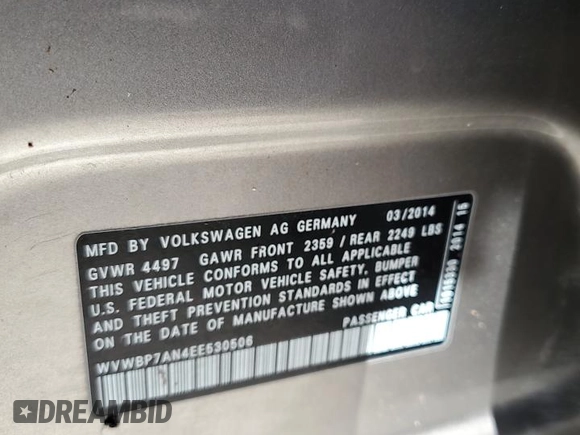 MFD BY VOLKSWAGEN AG GERMANY 03/2014
GVWR 4497 GAWR FRONT 2359 / REAR 2249 LBS
THIS VEHICLE CONFORMS TO ALL APPLICABLE
U.S. FEDERAL MOTOR VEHICLE SAFETY, BUMPER
AND THEFT PREVENTION STANDARDS IN EFFECT
ON THE DATE OF MANUFACTURE SHOWN ABOVE
PASSENGER CAR
WVWBP7AN4EE530506
2014 15
DREAMBID